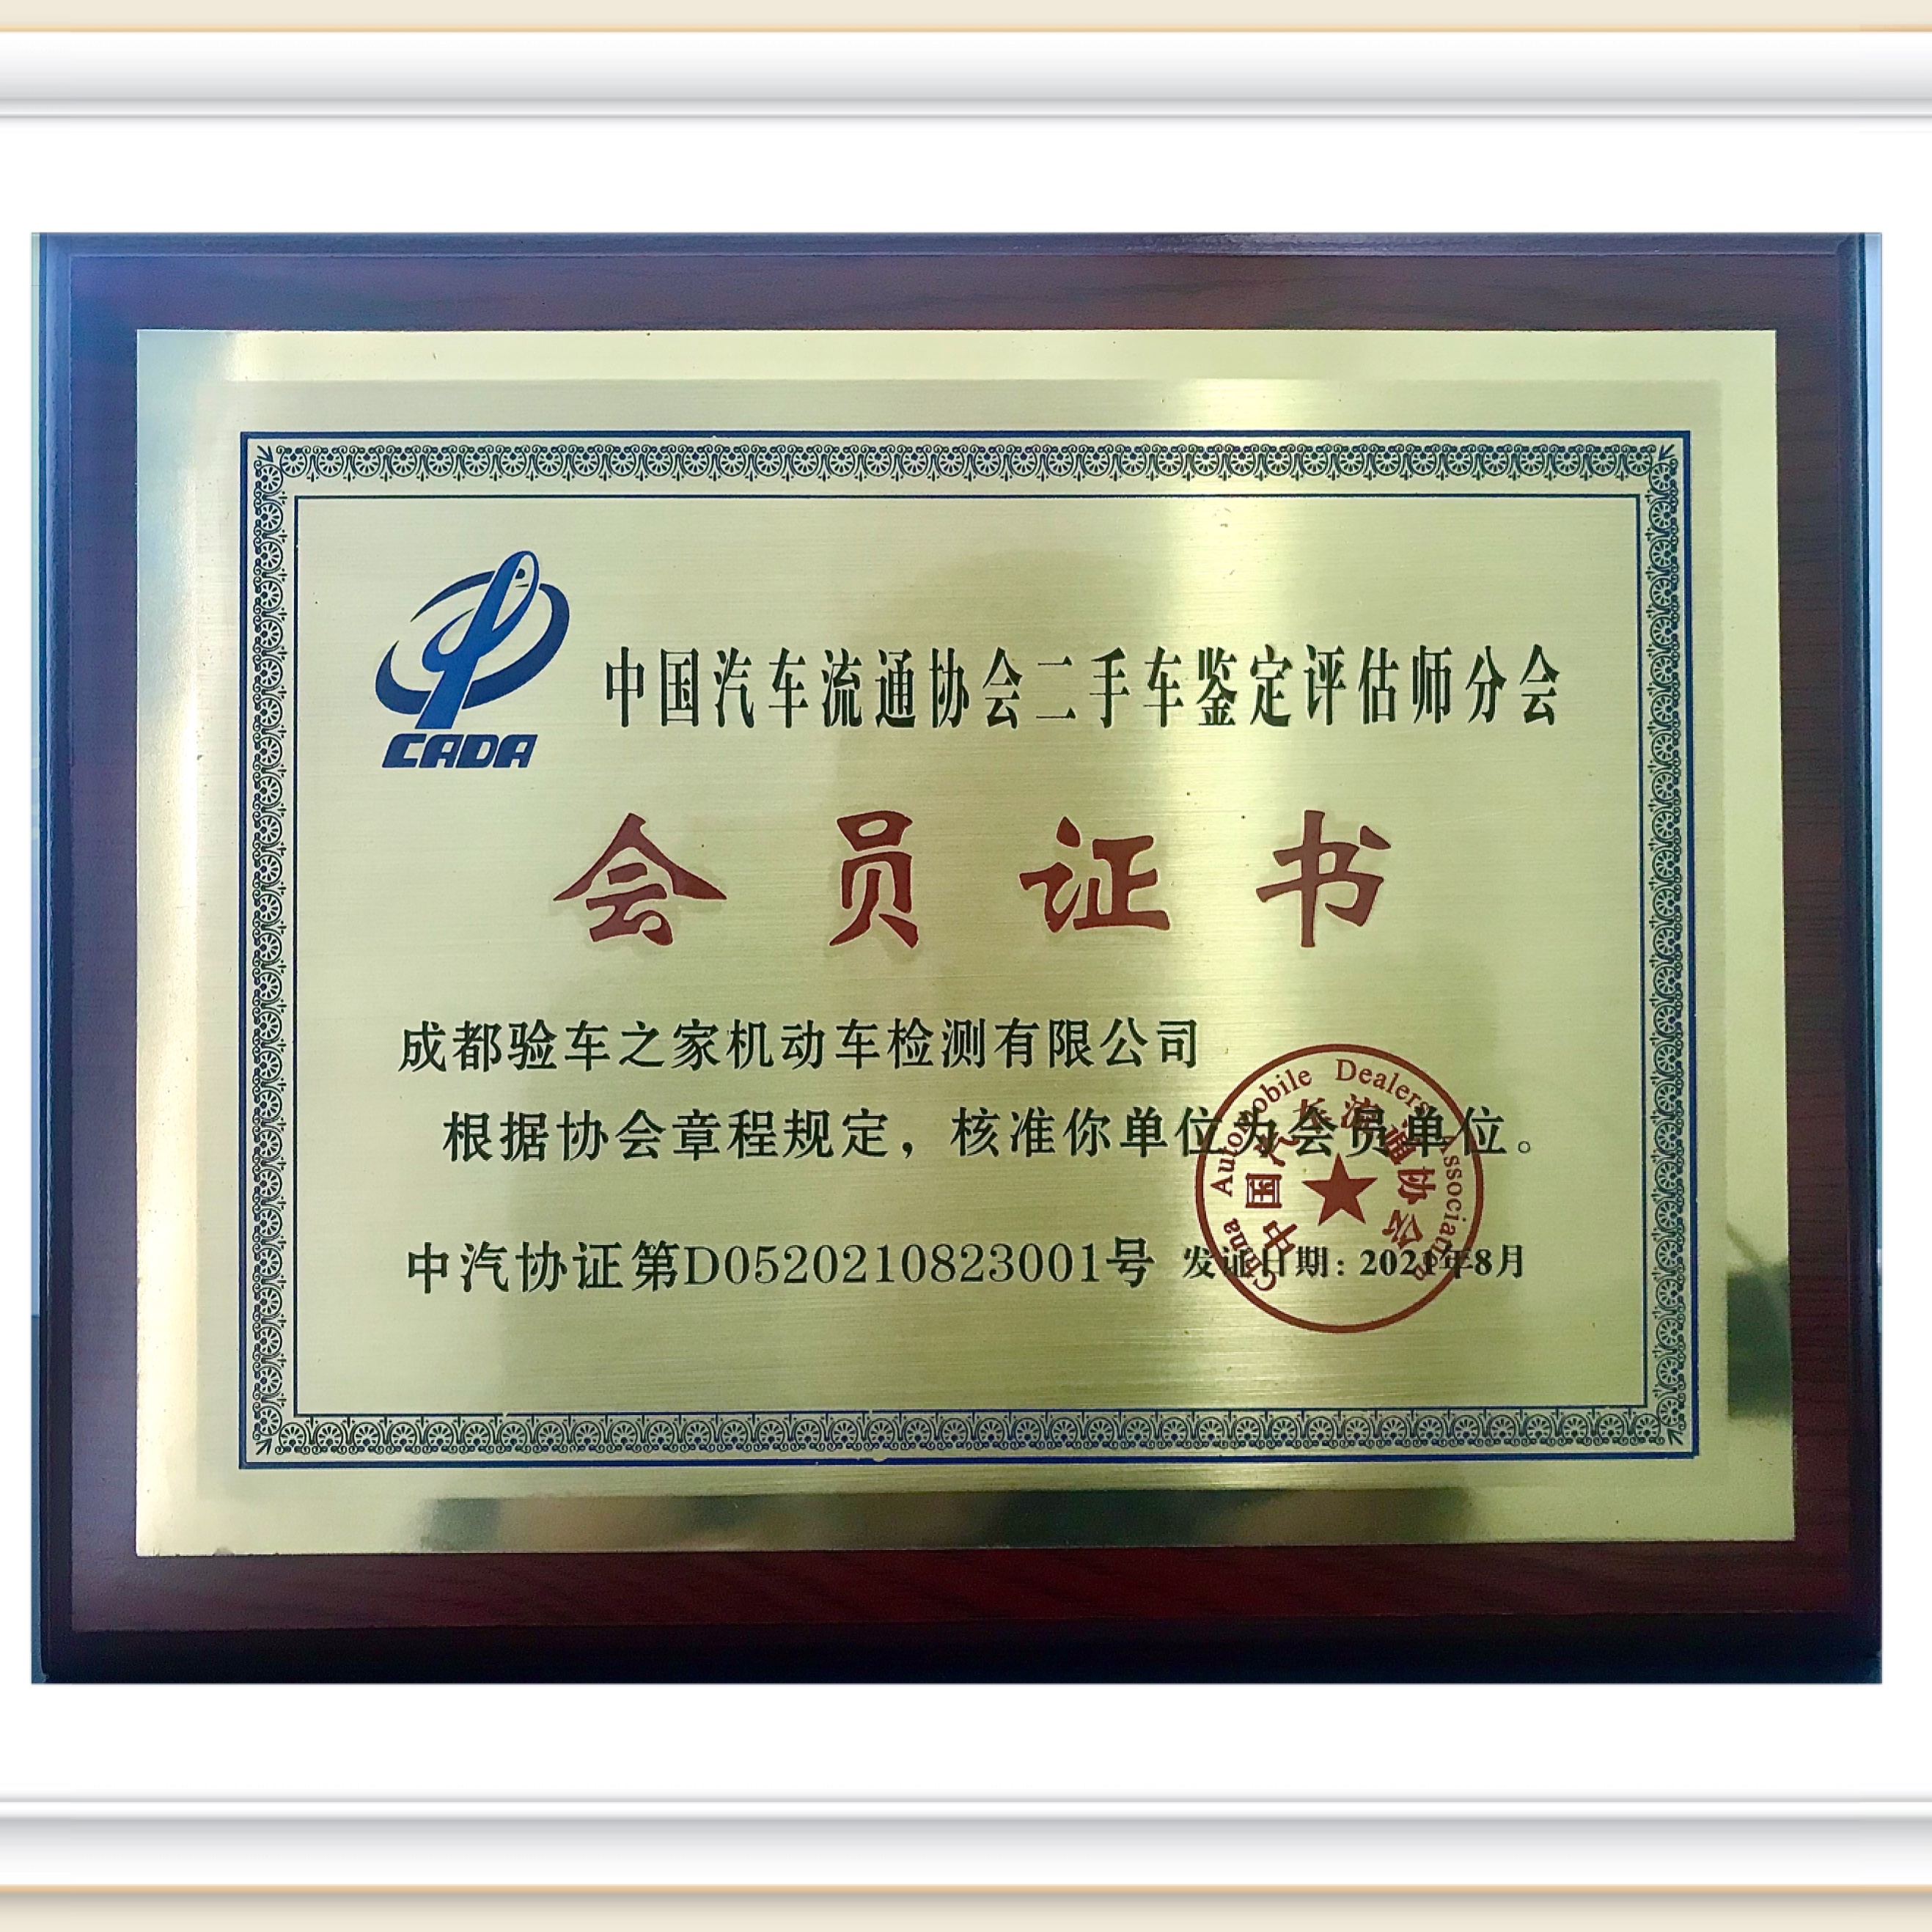 CADA
中国汽车流通协会二手车鉴定评估师分会
会员证书
成都验车之家机动车检测有限公司
根据协会章程规定，核准你单位为会员单位。
China Automobile Dealers Association
中国汽车流通协会
中汽协证第D0520210823001号 发证日期：2021年8月